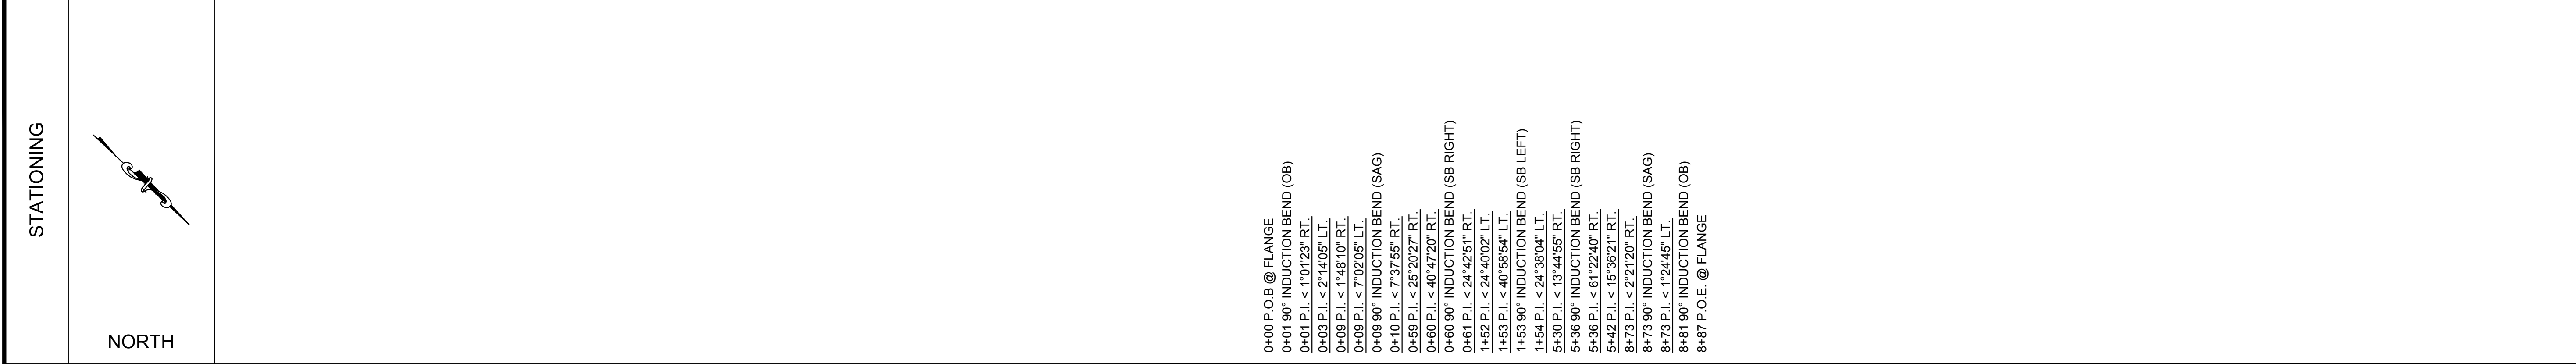 STATIONING
NORTH
0+00 P.O.B @ FLANGE
0+01 90° INDUCTION BEND (OB)
0+01 P.I. < 1°01'23" RT.
0+03 P.I. < 2°14'05" LT.
0+09 P.I. < 1°48'10" RT.
0+09 P.I. < 7°02'05" LT.
0+09 90° INDUCTION BEND (SAG)
0+10 P.I. < 7°37'55" RT.
0+59 P.I. < 25°20'27" RT.
0+60 P.I. < 40°47'20" RT.
0+60 90° INDUCTION BEND (SB RIGHT)
0+61 P.I. < 24°42'51" RT.
1+52 P.I. < 24°40'02" LT.
1+53 P.I. < 40°58'54" LT.
1+53 90° INDUCTION BEND (SB LEFT)
1+54 P.I. < 24°38'04" LT.
5+30 P.I. < 13°44'55" RT.
5+36 90° INDUCTION BEND (SB RIGHT)
5+36 P.I. < 61°22'40" RT.
5+42 P.I. < 15°36'21" RT.
8+73 P.I. < 2°21'20" RT.
8+73 90° INDUCTION BEND (SAG)
8+73 P.I. < 1°24'45" LT.
8+81 90° INDUCTION BEND (OB)
8+87 P.O.E. @ FLANGE